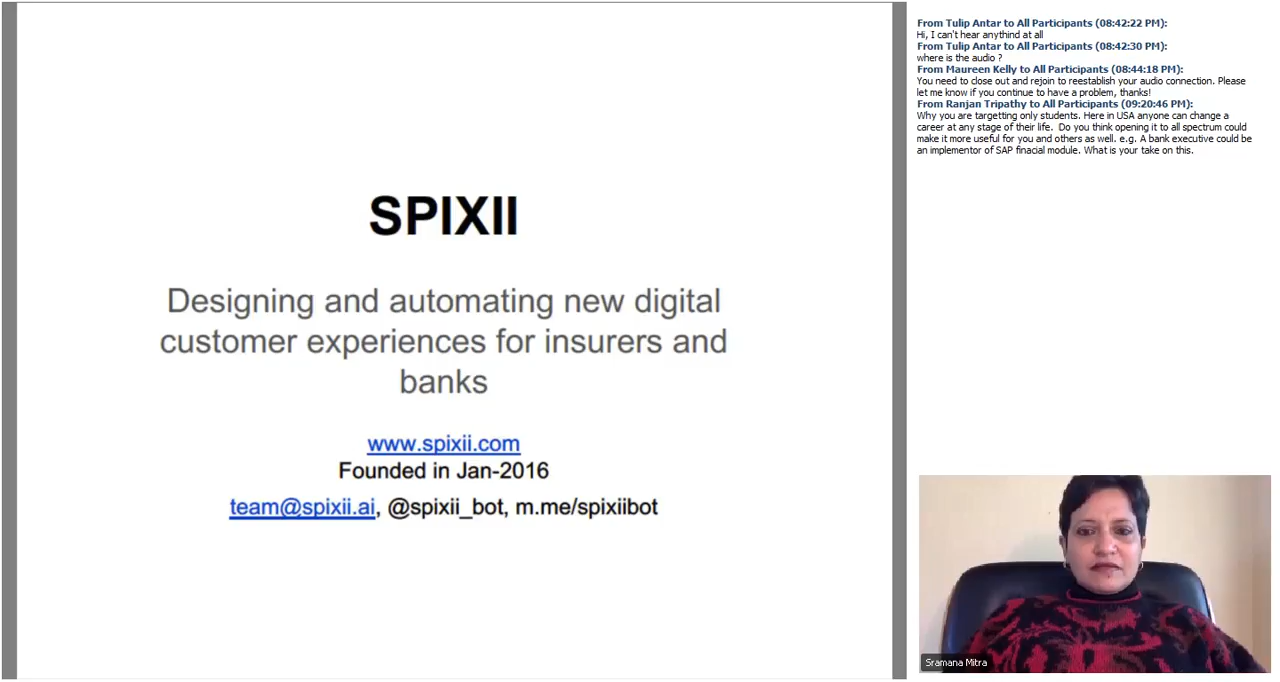 SPIXII
Designing and automating new digital
customer experiences for insurers and
banks
www.spixii.com
Founded in Jan-2016
team@spixii.ai, @spixii_bot, m.me/spixiibot
From Tulip Antar to All Participants (08:42:22 PM):
Hi, I can't hear anythind at all
From Tulip Antar to All Participants (08:42:30 PM):
where is the audio ?
From Maureen Kelly to All Participants (08:44:18 PM):
You need to close out and rejoin to reestablish your audio connection. Please
let me know if you continue to have a problem, thanks!
From Ranjan Tripathy to All Participants (09:20:46 PM):
Why you are targetting only students. Here in USA anyone can change a
career at any stage of their life. Do you think opening it to all spectrum could
make it more useful for you and others as well. e.g. A bank executive could be
an implementor of SAP finacial module. What is your take on this.
Sramana Mitra